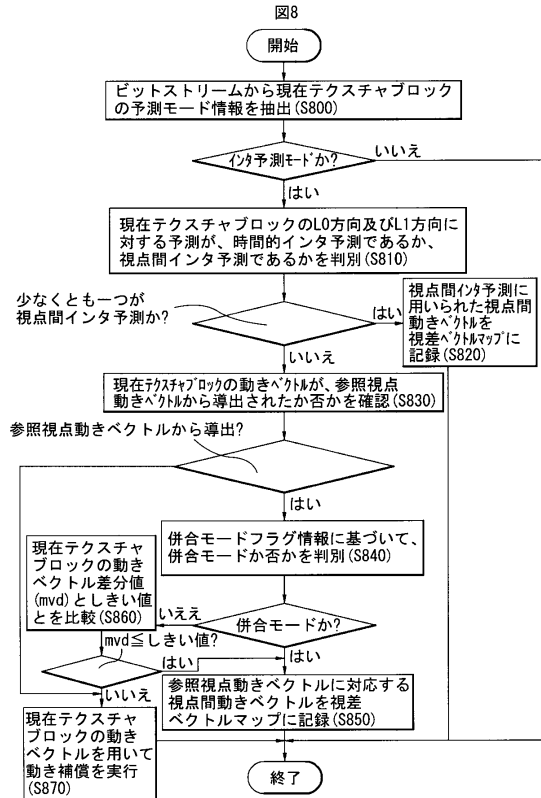 図8
開始
ビットストリームから現在テクスチャブロック
の予測モード情報を抽出(S800)
インタ予測モードか?
いいえ
はい
現在テクスチャブロックのL0方向及びL1方向に
対する予測が、時間的インタ予測であるか、
視点間インタ予測であるかを判別(S810)
少なくとも一つが
視点間インタ予測か?
はい
視点間インタ予測に
用いられた視点間
動きベクトルを
視差ベクトルマップに
記録(S820)
いいえ
現在テクスチャブロックの動きベクトルが、参照視点
動きベクトルから導出されたか否かを確認(S830)
参照視点動きベクトルから導出?
はい
併合モードフラグ情報に基づいて、
併合モードか否かを判別(S840)
現在テクスチャ
ブロックの動き
ベクトル差分値
(mvd)としきい値
とを比較(S860)
いいえ
併合モードか?
mvd≦しきい値?
はい
はい
いいえ
参照視点動きベクトルに対応する
視点間動きベクトルを視差
ベクトルマップに記録(S850)
現在テクスチャ
ブロックの動き
ベクトルを用いて
動き補償を実行
(S870)
終了